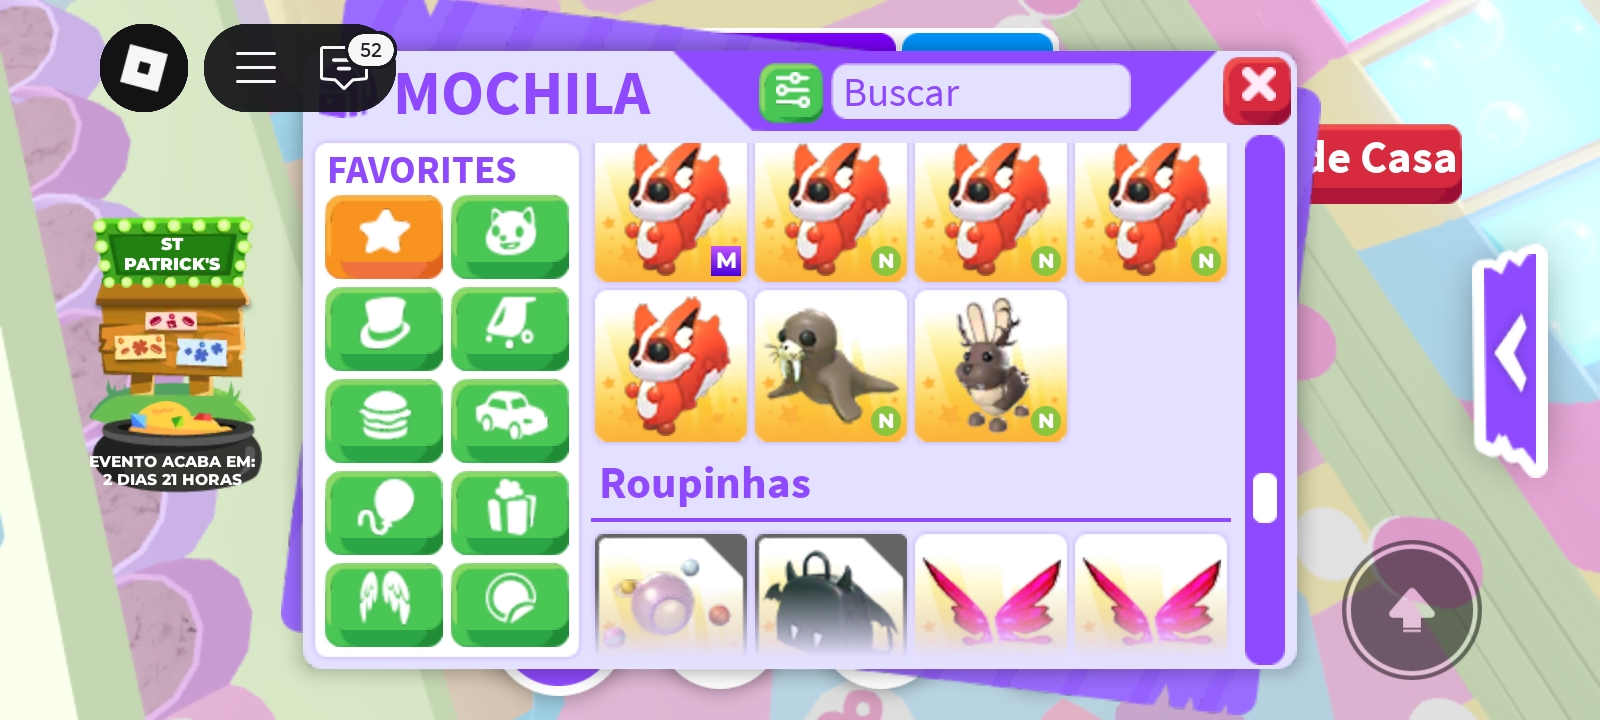 52
MOCHILA
Buscar
de Casa
FAVORITES
M
N
N
N
N
N
Roupinhas
ST
PATRICK'S
EVENTO ACABA EM:
2 DIAS 21 HORAS